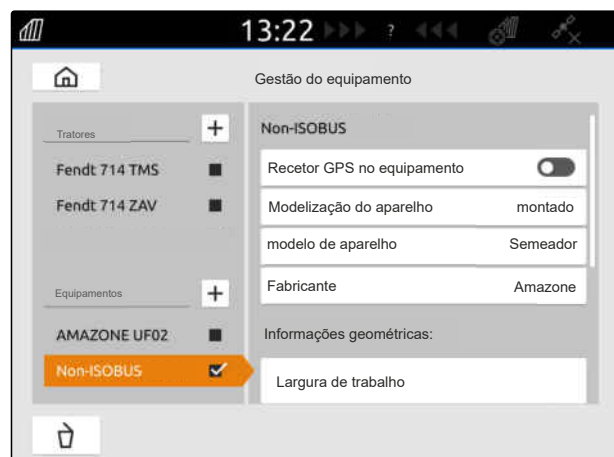 13:22 ?
Gestão do equipamento
Tratores
Fendt 714 TMS
Fendt 714 ZAV
Equipamentos
AMAZONE UF02
Non-ISOBUS
Non-ISOBUS
Recetor GPS no equipamento
Modelização do aparelho montado
modelo de aparelho Semeador
Fabricante Amazone
Informações geométricas:
Largura de trabalho